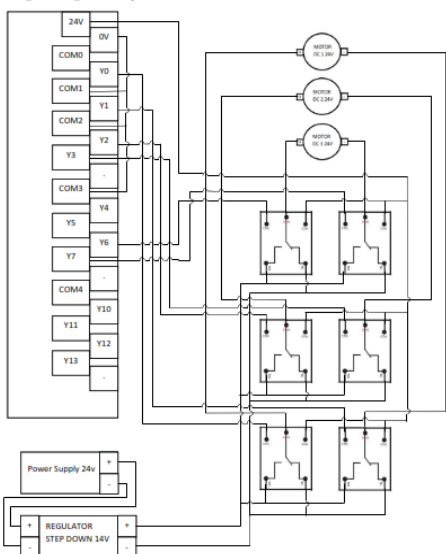 24V
0V
COM0
Y0
COM1
Y1
COM2
Y2
Y3
.
COM3
Y4
Y5
Y6
Y7
.
COM4
Y10
Y11
Y12
Y13
.
MOTOR
DC 1 24V
+
-
MOTOR
DC 2 24V
+
-
MOTOR
DC 3 24V
+
-
Power Supply 24v
+
-
REGULATOR
STEP DOWN 14V
+
-
+
-